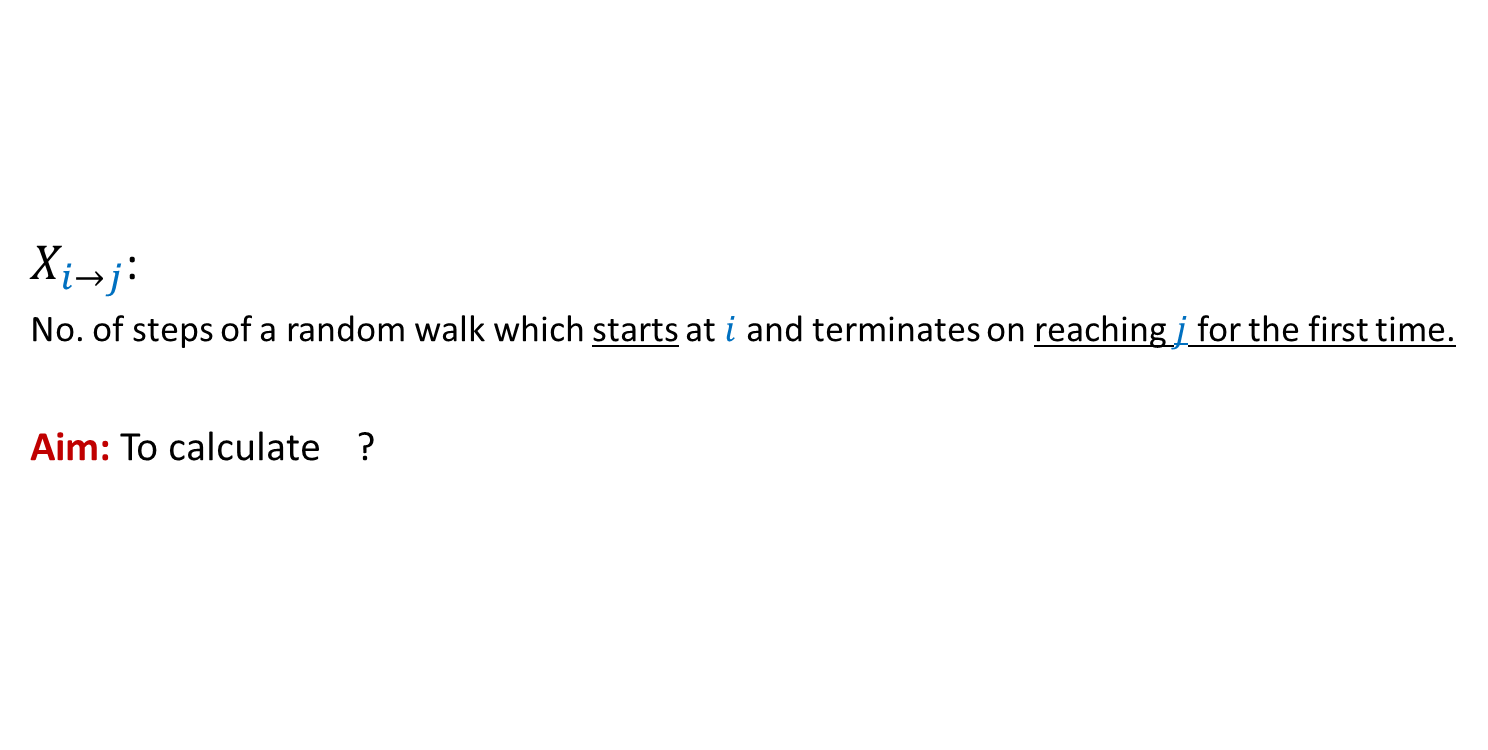 X_{i→j}:
No. of steps of a random walk which starts at i and terminates on reaching j for the first time.
Aim: To calculate ?